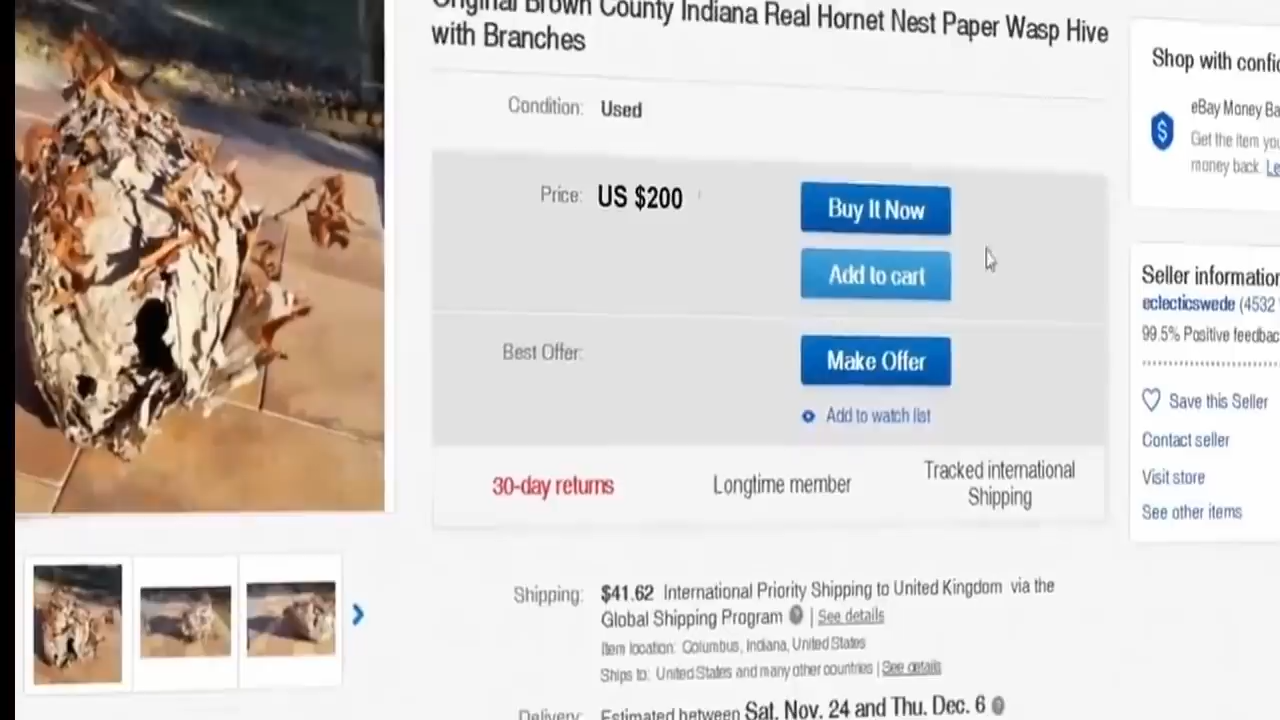 Original Brown County Indiana Real Hornet Nest Paper Wasp Hive
with Branches
Condition: Used
Price: US $200
Buy It Now
Add to cart
Best Offer:
Make Offer
Add to watch list
30-day returns
Longtime member
Tracked international
Shipping
Shipping: $41.62 International Priority Shipping to United Kingdom via the
Global Shipping Program | See details
Item location: Columbus, Indiana, United States
Ships to: United States and many other countries | See details
Delivery: Estimated between Sat. Nov. 24 and Thu. Dec. 6
Shop with
eBay Money
Get the item
money back.
Seller information
eclecticswede (4532
99.5% Positive
Save this Seller
Contact seller
Visit store
See other items